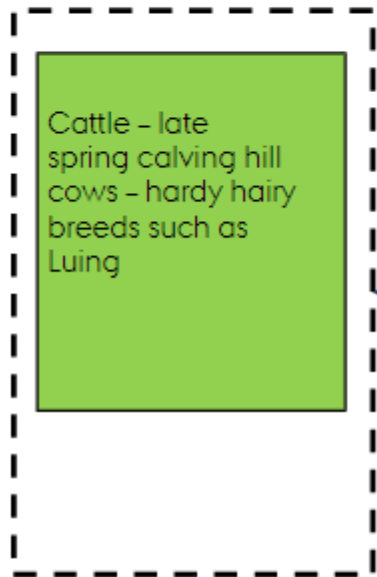 Cattle – late
spring calving hill
cows – hardy hairy
breeds such as
Luing